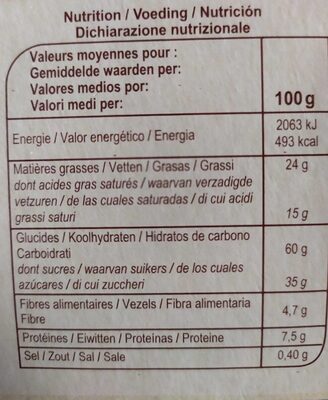 Nutrition / Voeding / Nutrición
Dichiarazione nutrizionale
Valeurs moyennes pour :
Gemiddelde waarden per:
Valores medios por:
Valori medi per:
100 g
Energie / Valor energético / Energia
2063 kJ
493 kcal
Matières grasses / Vetten / Grasas / Grassi
24 g
dont acides gras saturés / waarvan verzadigde
vetzuren / de las cuales saturadas / di cui acidi
grassi saturi
15 g
Glucides / Koolhydraten / Hidratos de carbono
Carboidrati
60 g
dont sucres / waarvan suikers / de los cuales
azúcares / di cui zuccheri
35 g
Fibres alimentaires / Vezels / Fibra alimentaria
Fibre
4,7 g
Protéines / Eiwitten / Proteínas / Proteine
7,5 g
Sel / Zout / Sal / Sale
0,40 g